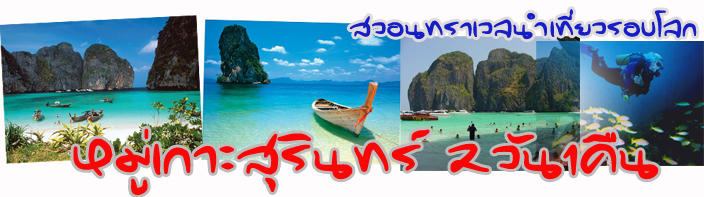 สวอนทราเวลนำเที่ยวรอบโลก
หมู่เกาะสุรินทร์ 2วัน1คืน